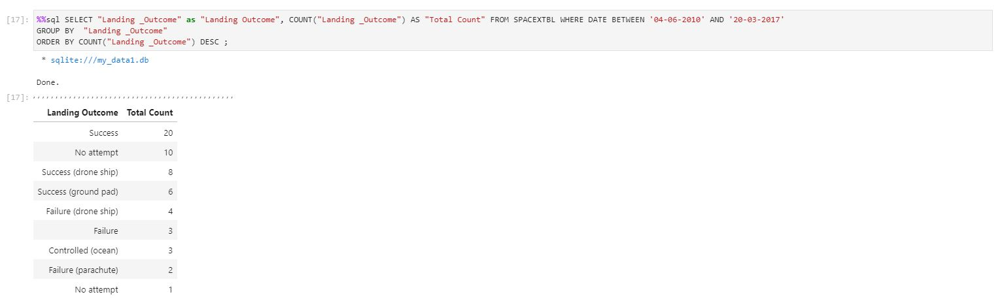 [17]: %%sql SELECT "Landing _Outcome" as "Landing Outcome", COUNT("Landing _Outcome") AS "Total Count" FROM SPACEXTBL WHERE DATE BETWEEN '04-06-2010' AND '20-03-2017'
GROUP BY  "Landing _Outcome"
ORDER BY COUNT("Landing _Outcome") DESC ;
* sqlite:///my_data1.db
Done.
[17]: ,,,,,,,,,,,,,,,,,,,,,,,,,,,,,,,,,,,,,,,,,,,,
Landing Outcome Total Count
Success 20
No attempt 10
Success (drone ship) 8
Success (ground pad) 6
Failure (drone ship) 4
Failure 3
Controlled (ocean) 3
Failure (parachute) 2
No attempt 1